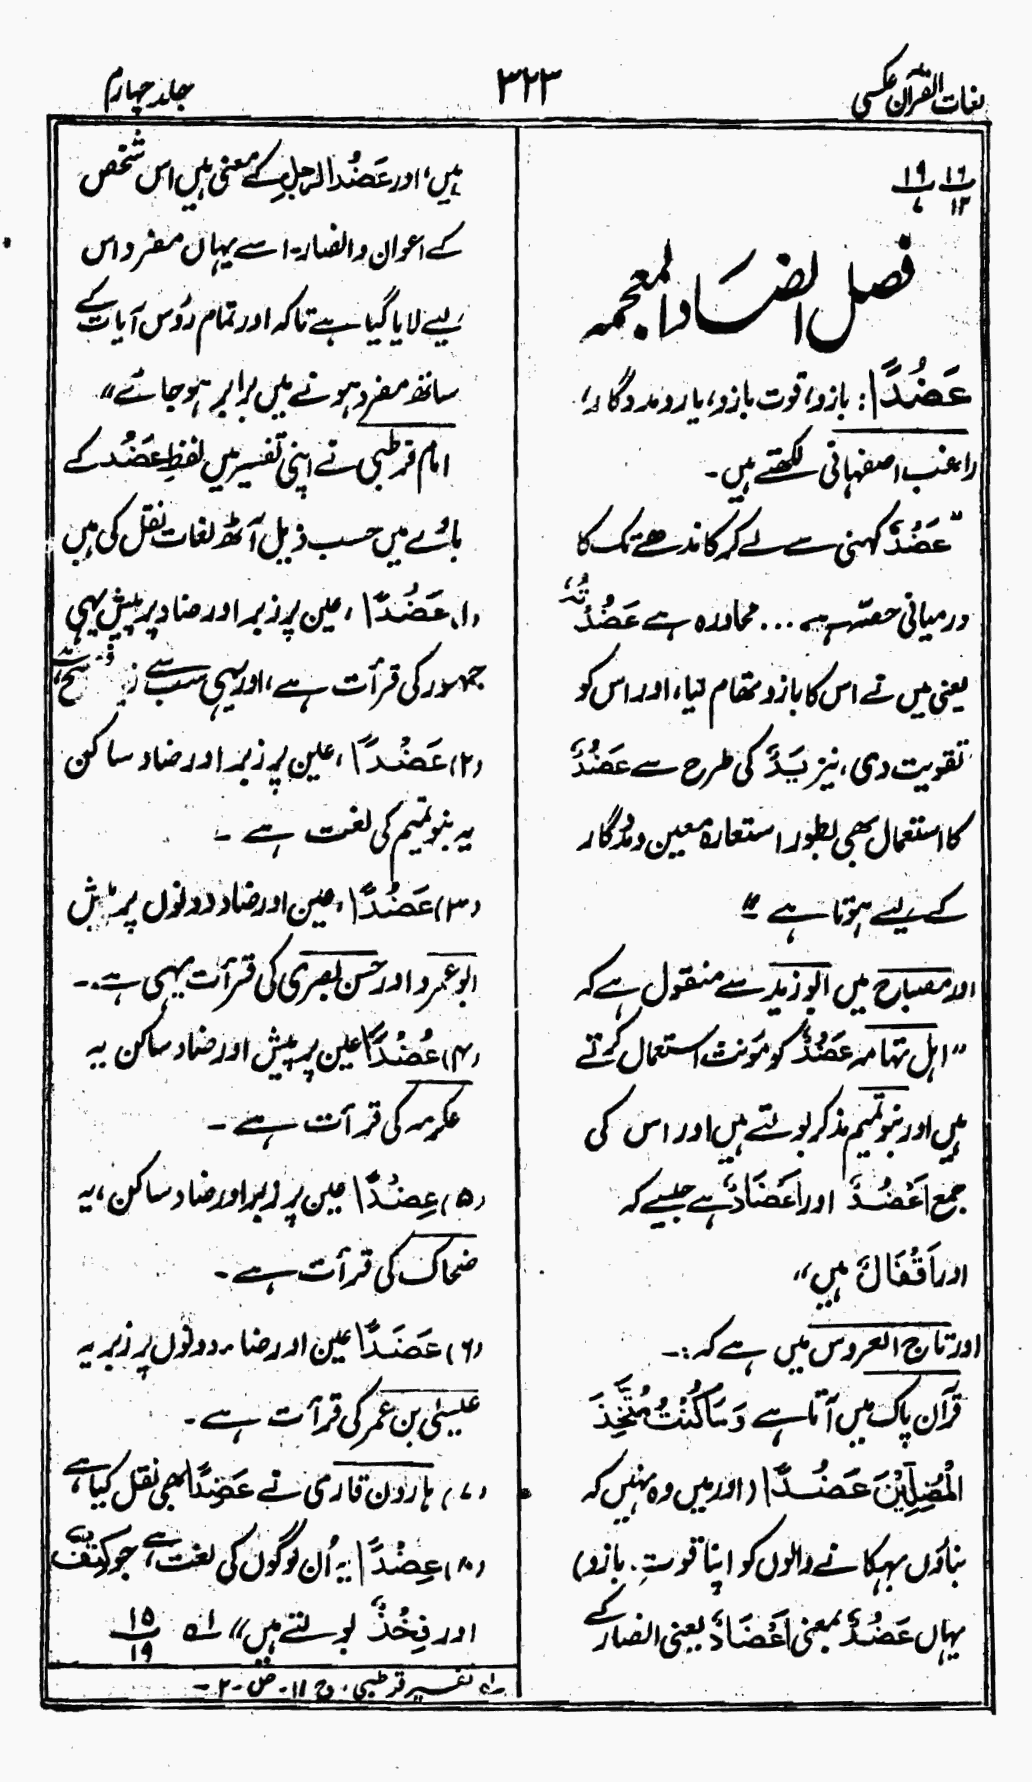 لغات القرآن عکسی
۳۲۳
جلد چہارم
۱۶/۱۲ ۱۹/۷
فصل الضاد المعجمہ
عَضُدًا: بازو، قوت بازو، یار و مددگار،
راغب اصفہانی لکھتے ہیں۔
"عَضُدٌ کہنی سے لے کر کاندھے تک کا
درمیانی حصّہ ہے ... محاورہ ہے عَضُدْتُہٗ
یعنی میں نے اس کا بازو تھام لیا، اور اس کو
تقویت دی، نیز یَدٌ کی طرح سے عَضُدٌ
کا استعمال بھی بطور استعارہ معین و مددگار
کے لیے ہوتا ہے"
اور مصباح میں ابو زید سے منقول ہے کہ
"اہل تہامہ عَضُدٌ کو مؤنث استعمال کرتے
ہیں اور بنو تمیم مذکر بولتے ہیں اور اس کی
جمع اَعْضُدٌ اور اَعْضَادٌ ہے جیسے کہ
اور اَقْفَالٌ ہیں"
اور تاج العروس میں ہے کہ:۔
قرآن پاک میں آتا ہے وَمَا کُنْتُ مُتَّخِذَ
الْمُضِلِّیْنَ عَضُدًا (اور میں وہ نہیں کہ
بناؤں بہکانے والوں کو اپنا قوتِ بازو)
یہاں عَضُدٌ بمعنی اَعْضَادٌ یعنی انصار کے
ہیں، اور عَضُدُ الرجلِ کے معنی ہیں اس شخص
کے اعوان و انصار۔ اسے یہاں مفرد اس
لیے لایا گیا ہے تاکہ اور تمام رؤس آیات کے
ساتھ مفرد ہونے میں برابر ہو جائے"
امام قرطبی نے اپنی تفسیر میں لفظ عَضُد کے
بارے میں حسب ذیل آٹھ لغات نقل کی ہیں
(۱) عَضُدًا، عین پر زبر اور ضاد پر پیش یہی
جمہور کی قرأت ہے، اور یہی سب سے
(۲) عَضْدًا، عین پر زبر اور ضاد ساکن
یہ بنو تمیم کی لغت ہے۔
(۳) عُضُدًا، عین اور ضاد دونوں پر پیش
ابو عمرو اور حسن بصری کی قرأت یہی ہے۔
(۴) عُضْدًا عین پر پیش اور ضاد ساکن یہ
عکرمہ کی قرأت ہے۔
(۵) عِضْدًا عین پر زیر اور ضاد ساکن، یہ
ضحاک کی قرأت ہے۔
(۶) عَضَدًا عین اور ضاد دونوں پر زبر یہ
عیسیٰ بن عمر کی قرأت ہے۔
(۷) ہارون قاری نے عَضِدًا بھی نقل کیا ہے
(۸) عِضْدًا یہ اُن لوگوں کی لغت ہے، جو کِتْفٌ
اور فِخْذٌ بولتے ہیں" لہ ۱۵/۱۹
لہ تفسیر قرطبی، ج ۱۱۔ ص ۲۔